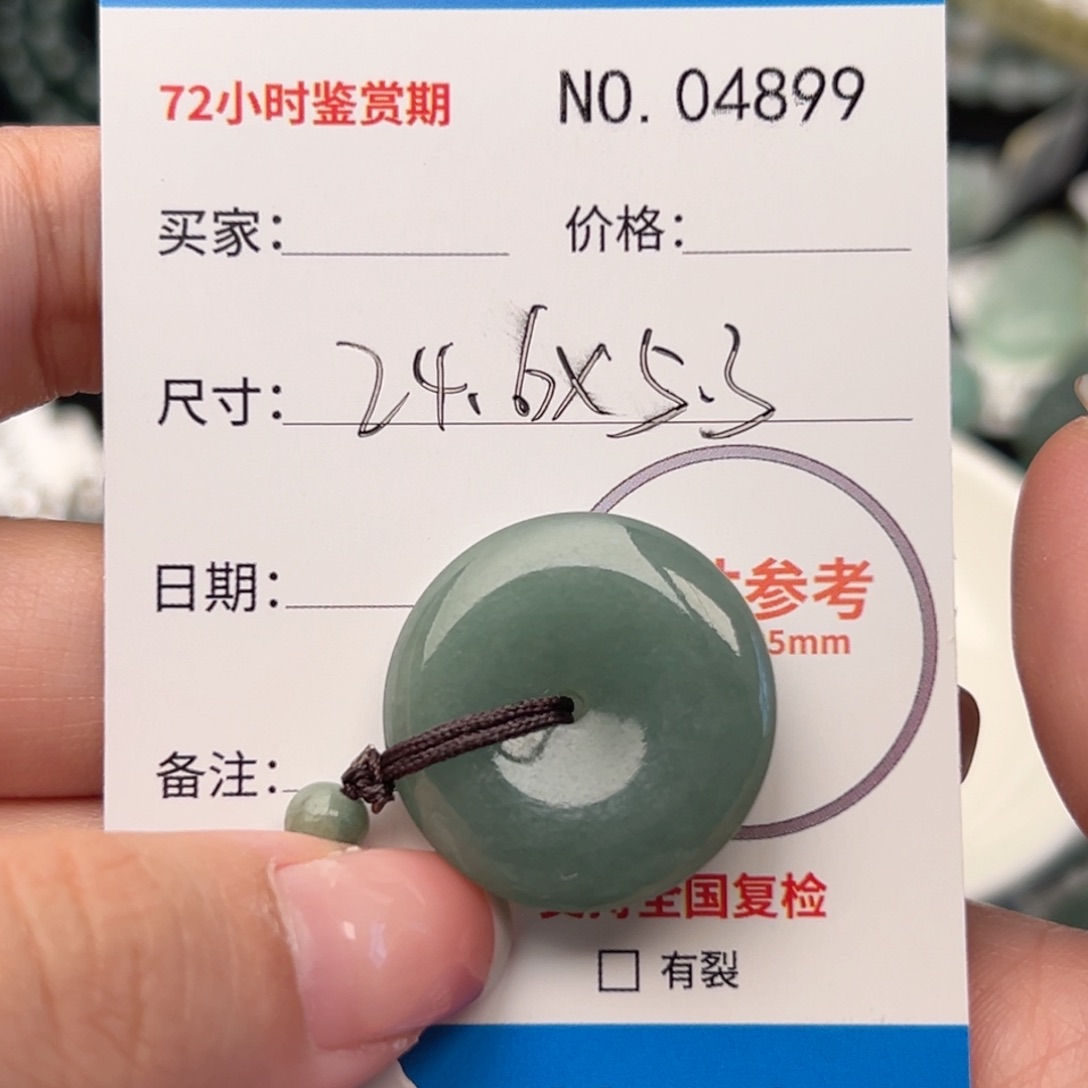 72小时鉴赏期 NO. 04899
买家： 价格：
尺寸：24.6x5.3
日期：
参考
5mm
备注：
全国复检
□ 有裂